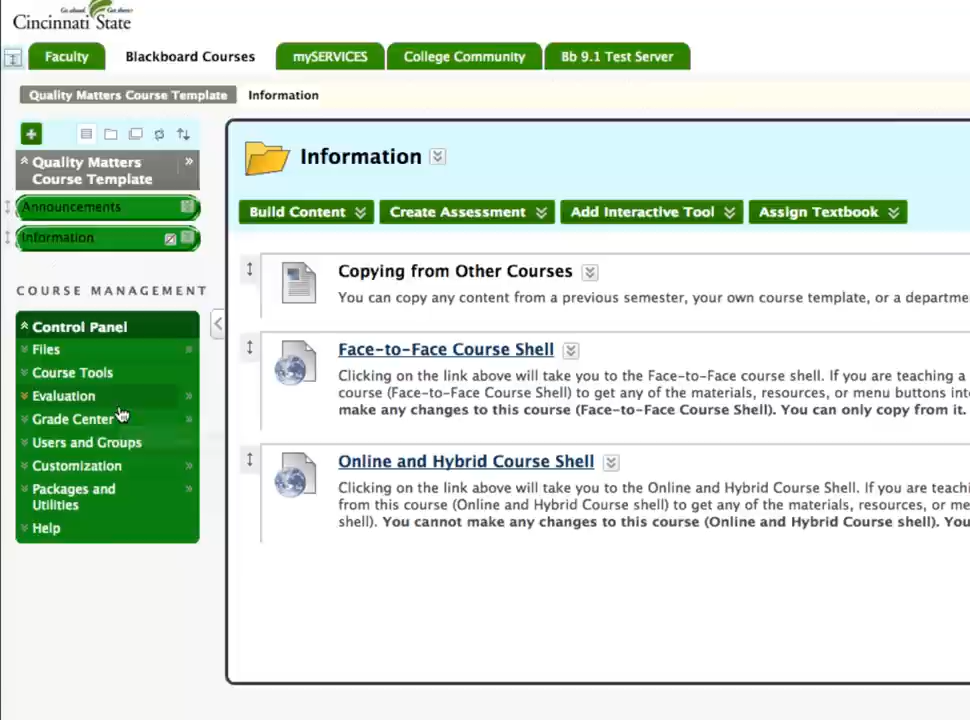 Go ahead. Get there.
Cincinnati State
Faculty
Blackboard Courses
mySERVICES
College Community
Bb 9.1 Test Server
Quality Matters Course Template
Information
Quality Matters
Course Template
Announcements
Information
COURSE MANAGEMENT
Control Panel
Files
Course Tools
Evaluation
Grade Center
Users and Groups
Customization
Packages and
Utilities
Help
Information
Build Content
Create Assessment
Add Interactive Tool
Assign Textbook
Copying from Other Courses
You can copy any content from a previous semester, your own course template, or a departme
Face-to-Face Course Shell
Clicking on the link above will take you to the Face-to-Face course shell. If you are teaching a
course (Face-to-Face Course Shell) to get any of the materials, resources, or menu buttons int
make any changes to this course (Face-to-Face Course Shell). You can only copy from it.
Online and Hybrid Course Shell
Clicking on the link above will take you to the Online and Hybrid Course Shell. If you are teachi
from this course (Online and Hybrid Course shell) to get any of the materials, resources, or me
shell). You cannot make any changes to this course (Online and Hybrid Course shell). You